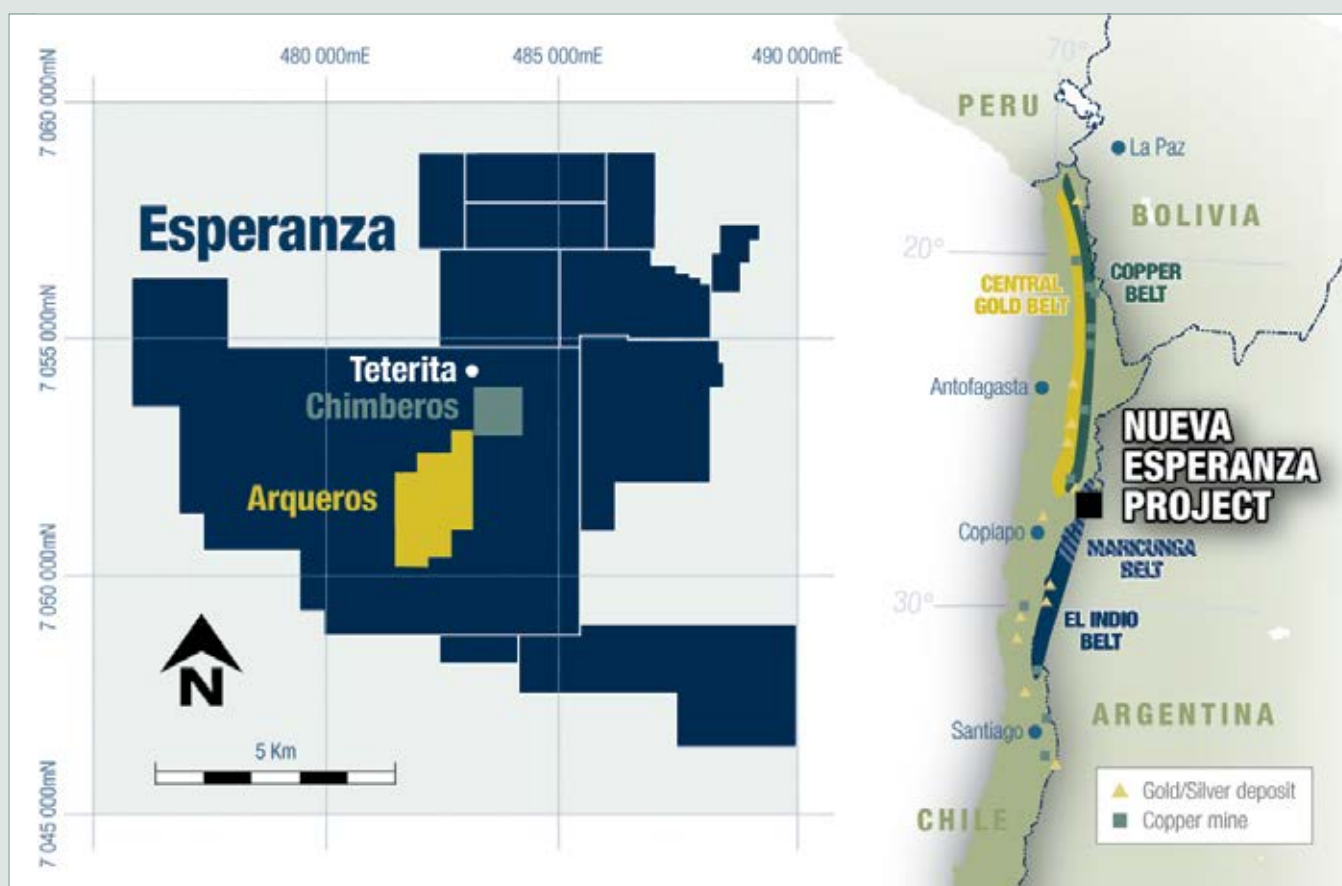 480 000mE
485 000mE
490 000mE
7 060 000mN
7 055 000mN
7 050 000mN
7 045 000mN
Esperanza
Teterita
Chimberos
Arqueros
N
5 Km
70°
PERU
La Paz
BOLIVIA
20°
CENTRAL
GOLD BELT
COPPER
BELT
Antofagasta
NUEVA
ESPERANZA
PROJECT
Copiapo
MARICUNGA
BELT
30°
EL INDIO
BELT
ARGENTINA
Santiago
CHILE
Gold/Silver deposit
Copper mine